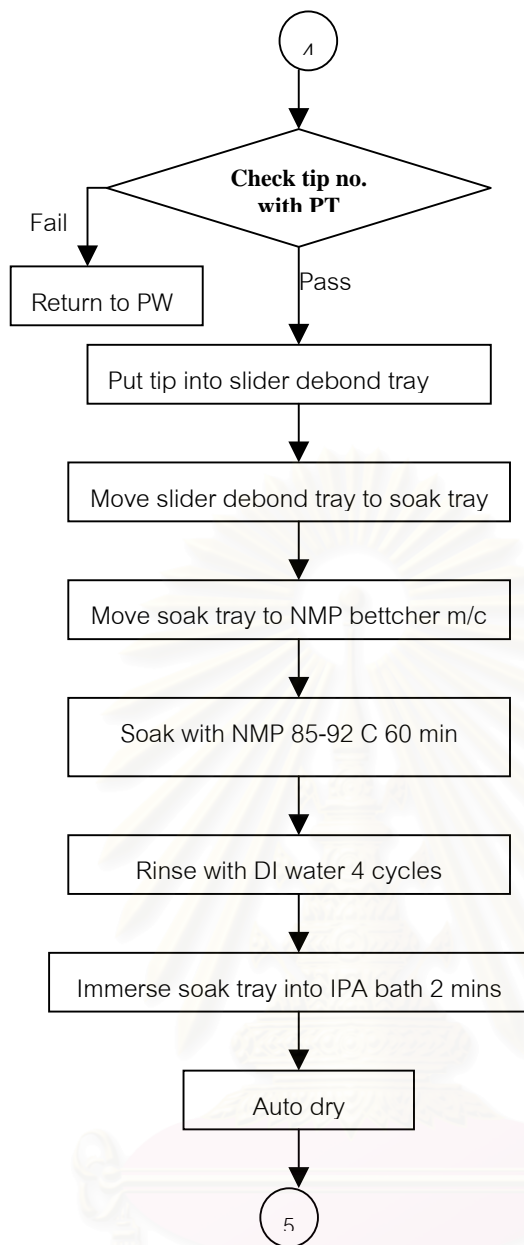 4
Check tip no.
with PT
Fail
Pass
Return to PW
Put tip into slider debond tray
Move slider debond tray to soak tray
Move soak tray to NMP bettcher m/c
Soak with NMP 85-92 C 60 min
Rinse with DI water 4 cycles
Immerse soak tray into IPA bath 2 mins
Auto dry
5